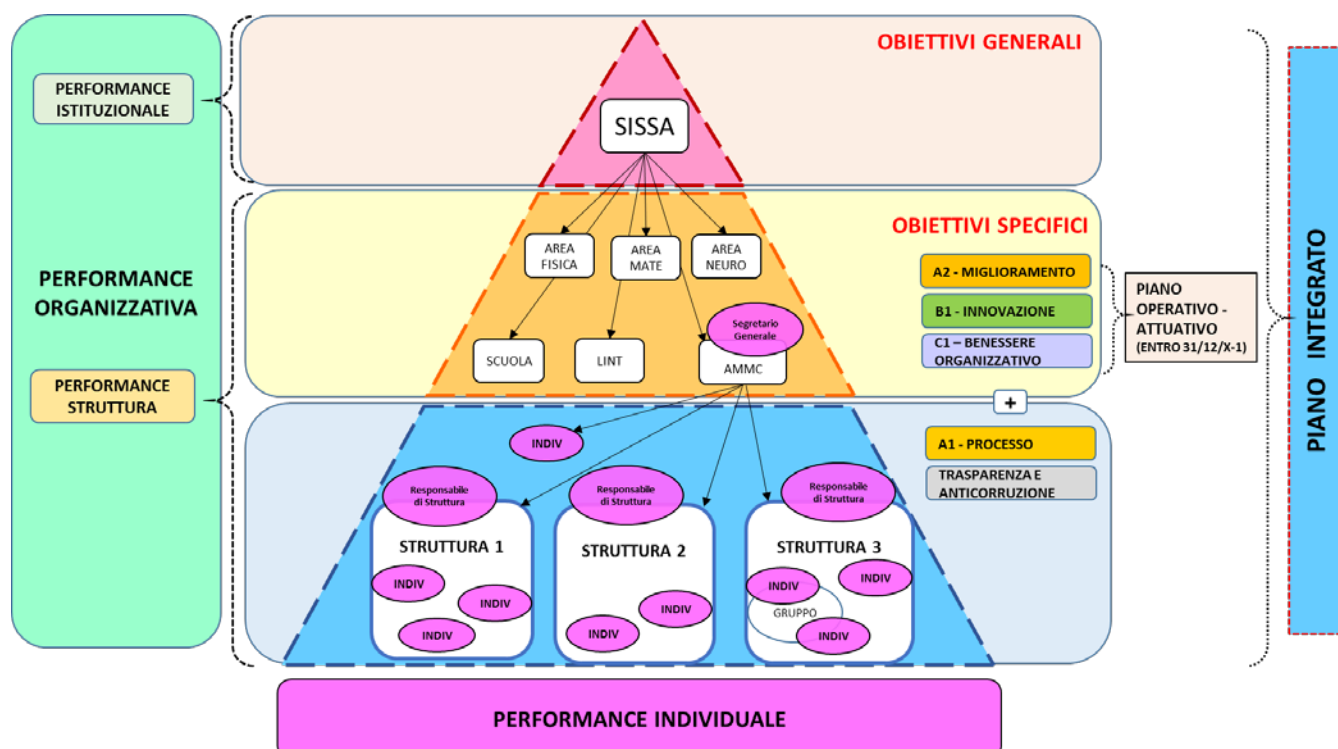 OBIETTIVI GENERALI
PERFORMANCE
ISTITUZIONALE
SISSA
OBIETTIVI SPECIFICI
AREA
FISICA
AREA
MATE
AREA
NEURO
A2 - MIGLIORAMENTO
B1 - INNOVAZIONE
C1 – BENESSERE
ORGANIZZATIVO
PIANO
OPERATIVO -
ATTUATIVO
(ENTRO 31/12/X-1)
PIANO INTEGRATO
PERFORMANCE
ORGANIZZATIVA
Segretario
Generale
SCUOLA
LINT
AMMC
PERFORMANCE
STRUTTURA
+
A1 - PROCESSO
TRASPARENZA E
ANTICORRUZIONE
INDIV
Responsabile
di Struttura
Responsabile
di Struttura
Responsabile
di Struttura
STRUTTURA 1
INDIV
INDIV
INDIV
STRUTTURA 2
INDIV
INDIV
STRUTTURA 3
INDIV
INDIV
GRUPPO
INDIV
PERFORMANCE INDIVIDUALE